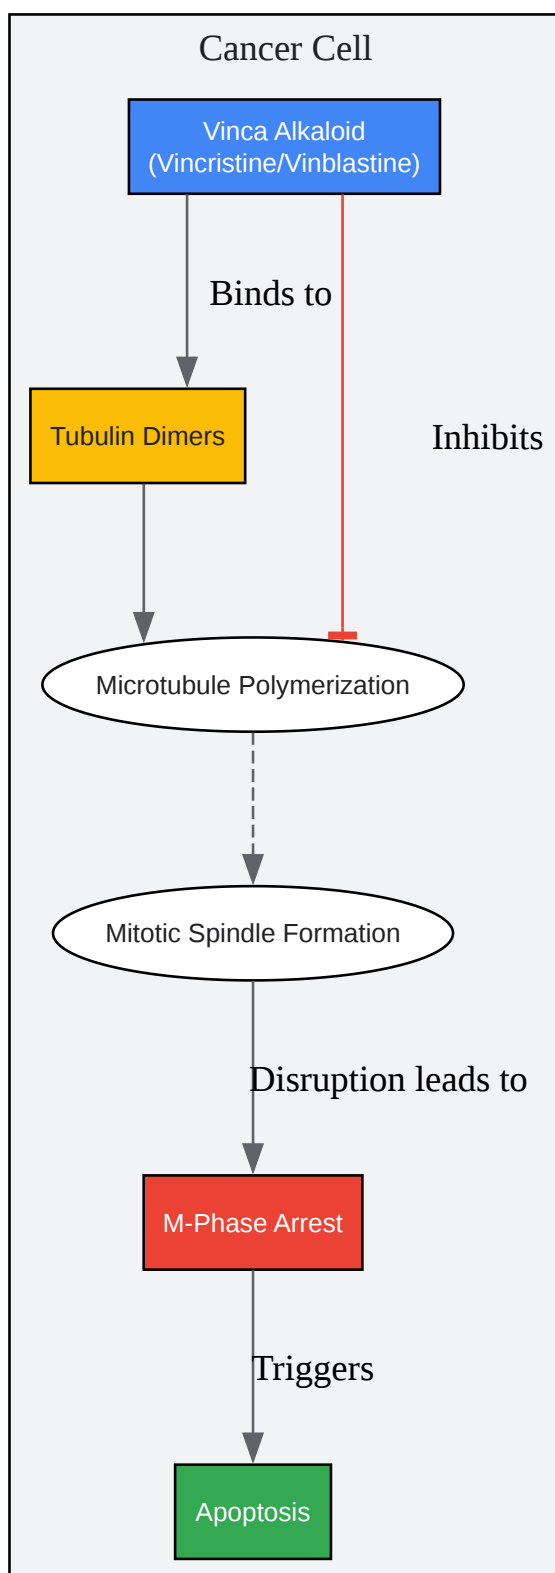 Cancer Cell
Vinca Alkaloid
(Vincristine/Vinblastine)
Binds to
Inhibits
Tubulin Dimers
Microtubule Polymerization
Mitotic Spindle Formation
Disruption leads to
M-Phase Arrest
Triggers
Apoptosis